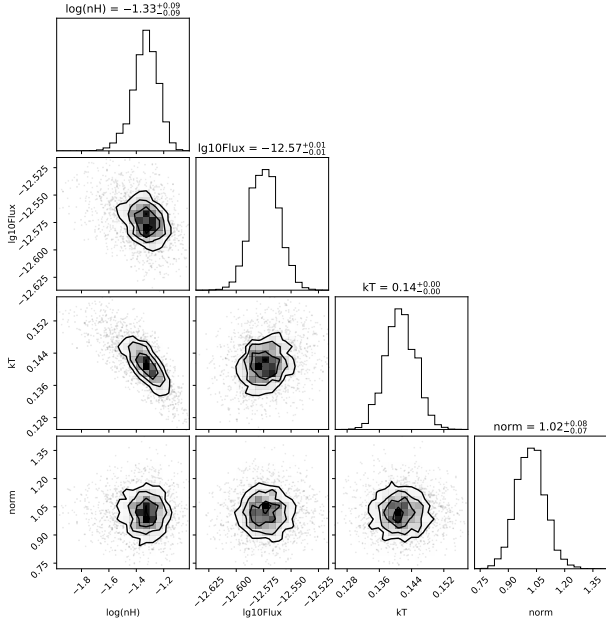 log(nH) = −1.33+0.09−0.09
lg10Flux = −12.57+0.01−0.01
kT = 0.14+0.00−0.00
norm = 1.02+0.08−0.07
lg10Flux
−12.525
−12.550
−12.575
−12.600
−12.625
kT
0.152
0.144
0.136
0.128
norm
1.35
1.20
1.05
0.90
0.75
−1.8 −1.6 −1.4 −1.2
−12.625 −12.600 −12.575 −12.550 −12.525
0.128 0.136 0.144 0.152
0.75 0.90 1.05 1.20 1.35
log(nH) lg10Flux kT norm